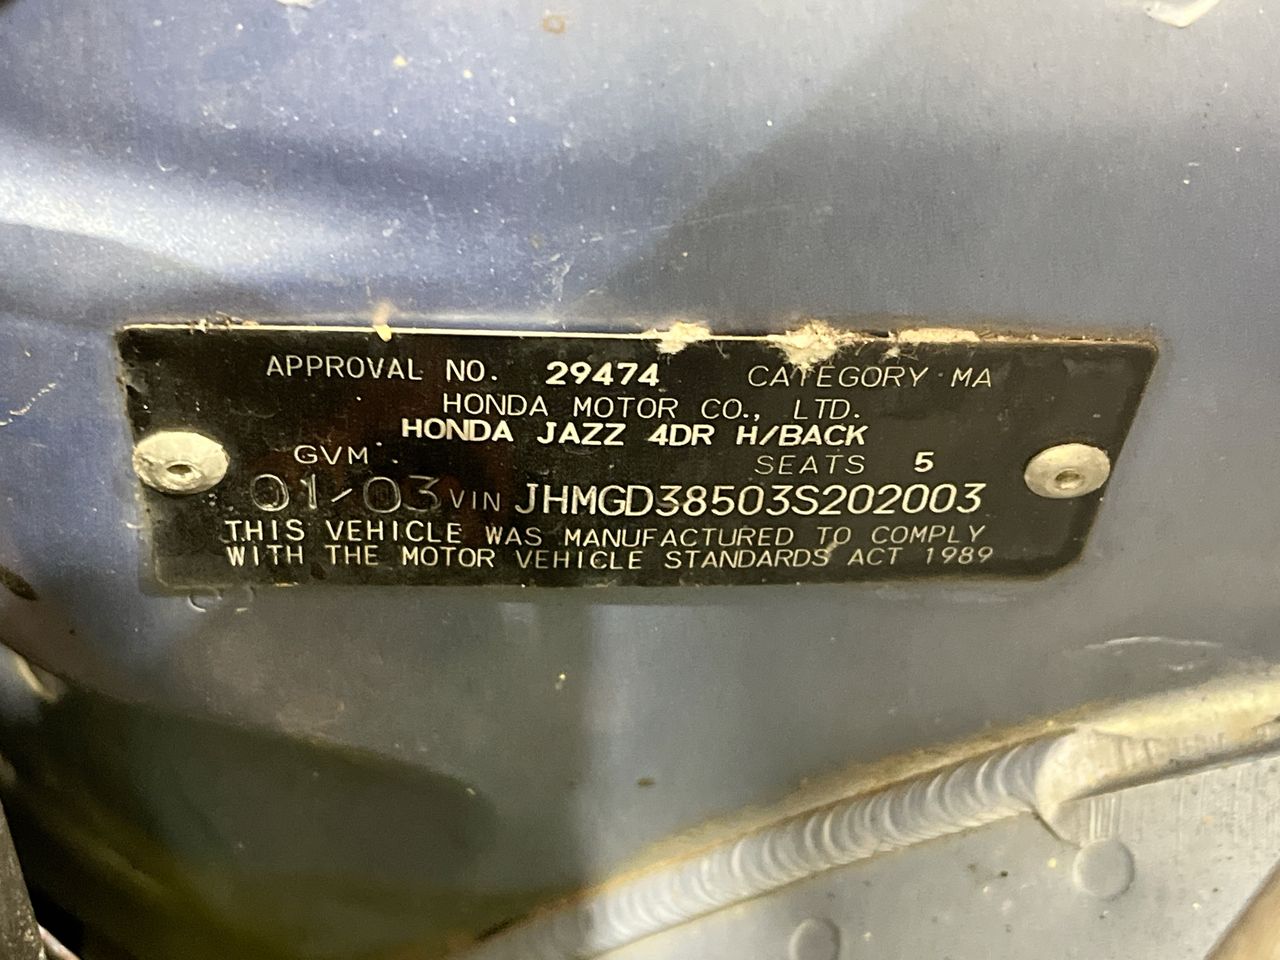 APPROVAL NO. 29474 CATEGORY MA
HONDA MOTOR CO., LTD.
HONDA JAZZ 4DR H/BACK
GVM . SEATS 5
01/03 VIN JHMGD38503S202003
THIS VEHICLE WAS MANUFACTURED TO COMPLY
WITH THE MOTOR VEHICLE STANDARDS ACT 1989